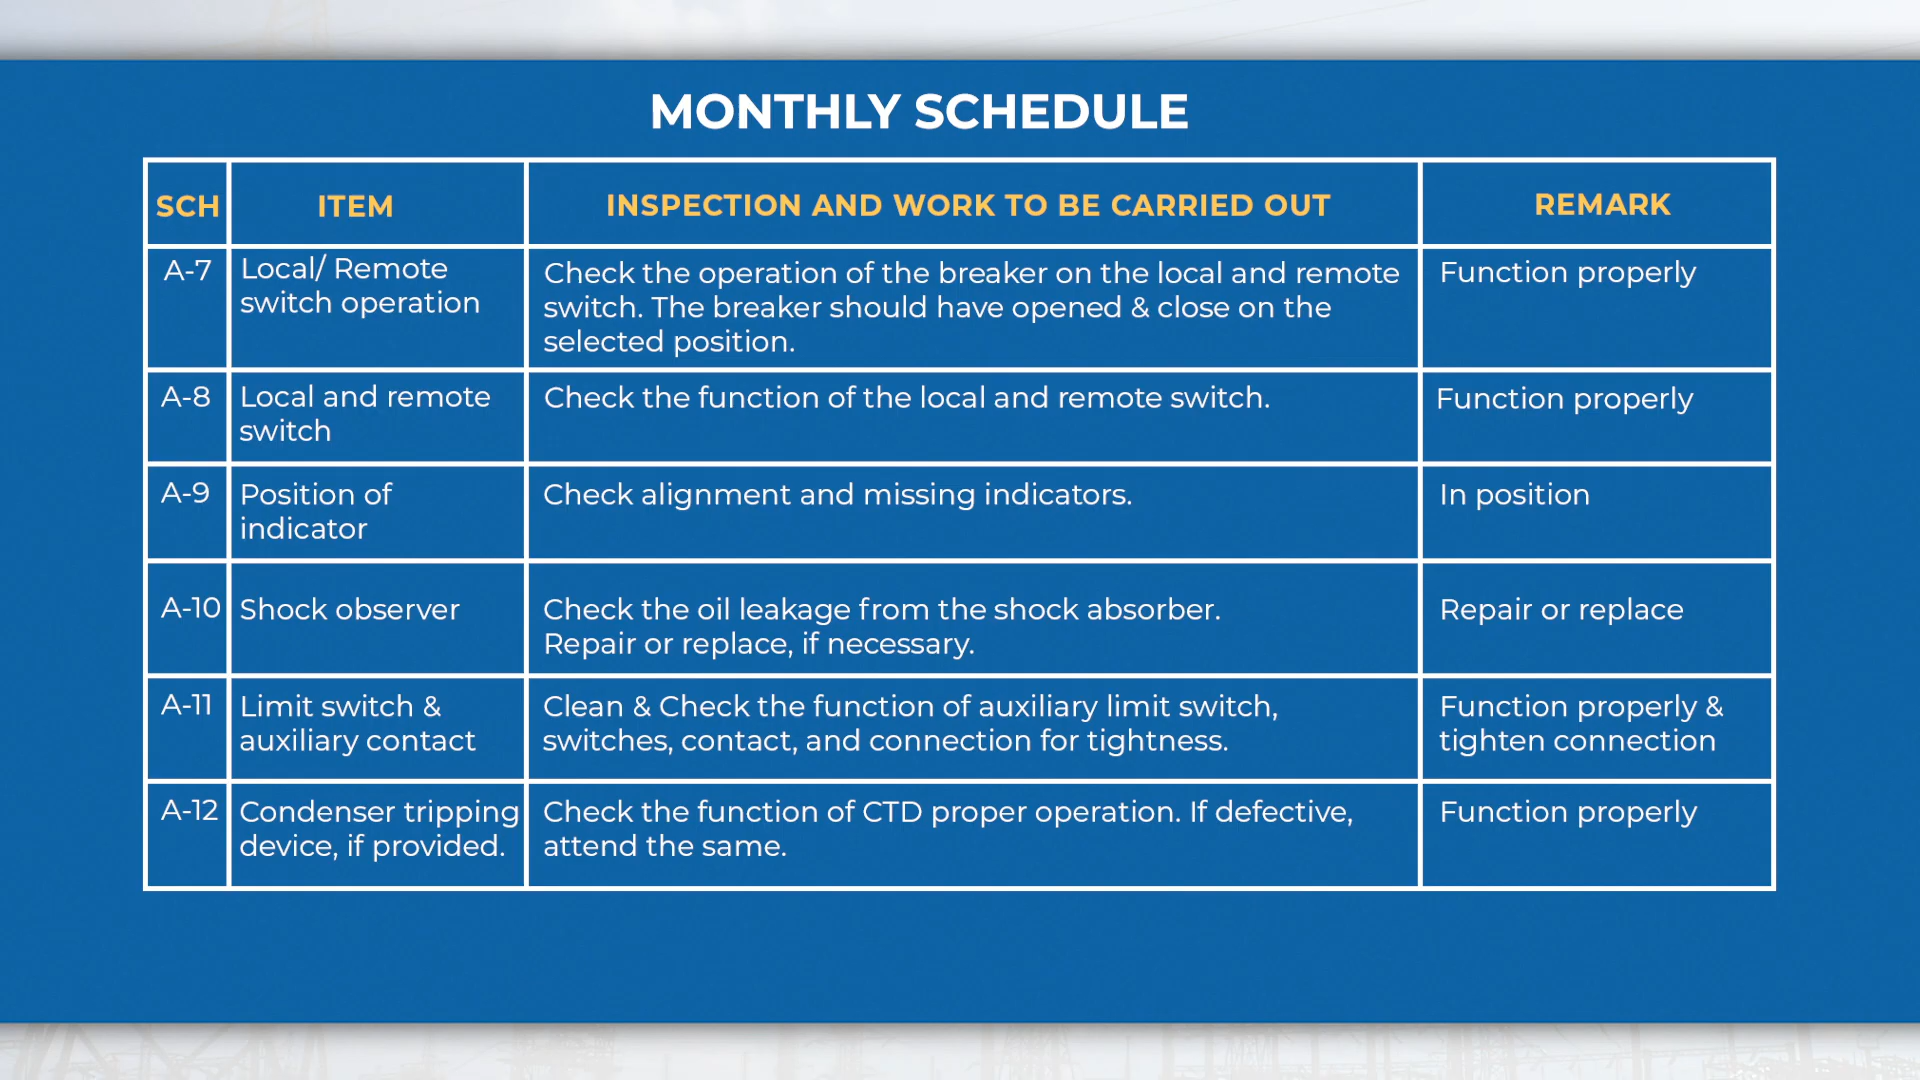 MONTHLY SCHEDULE
SCH
ITEM
INSPECTION AND WORK TO BE CARRIED OUT
REMARK
A-7
Local/ Remote
switch operation
Check the operation of the breaker on the local and remote
switch. The breaker should have opened & close on the
selected position.
Function properly
A-8
Local and remote
switch
Check the function of the local and remote switch.
Function properly
A-9
Position of
indicator
Check alignment and missing indicators.
In position
A-10
Shock observer
Check the oil leakage from the shock absorber.
Repair or replace, if necessary.
Repair or replace
A-11
Limit switch &
auxiliary contact
Clean & Check the function of auxiliary limit switch,
switches, contact, and connection for tightness.
Function properly &
tighten connection
A-12
Condenser tripping
device, if provided.
Check the function of CTD proper operation. If defective,
attend the same.
Function properly